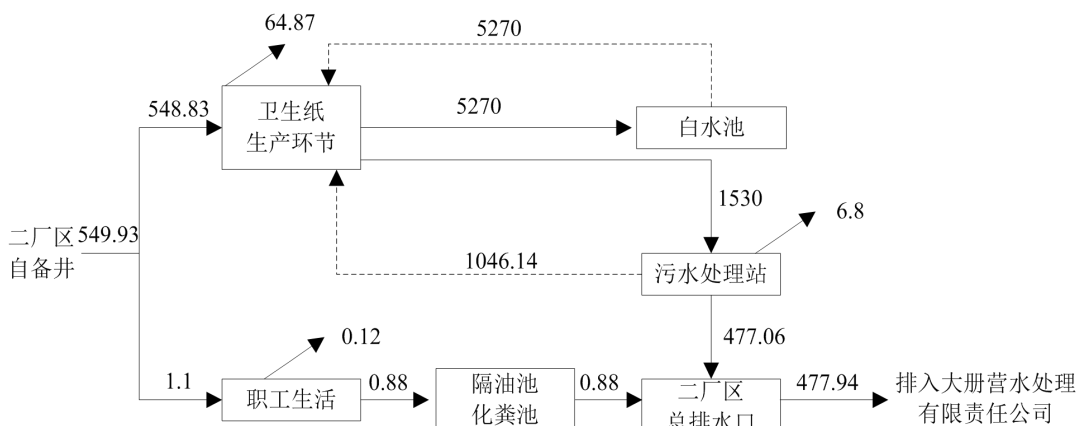 64.87
5270
548.83
卫生纸
生产环节
5270
白水池
1530
6.8
二厂区
自备井
549.93
1046.14
污水处理站
477.06
0.12
1.1
职工生活
0.88
隔油池
化粪池
0.88
二厂区
总排水口
477.94
排入大册营水处理
有限责任公司